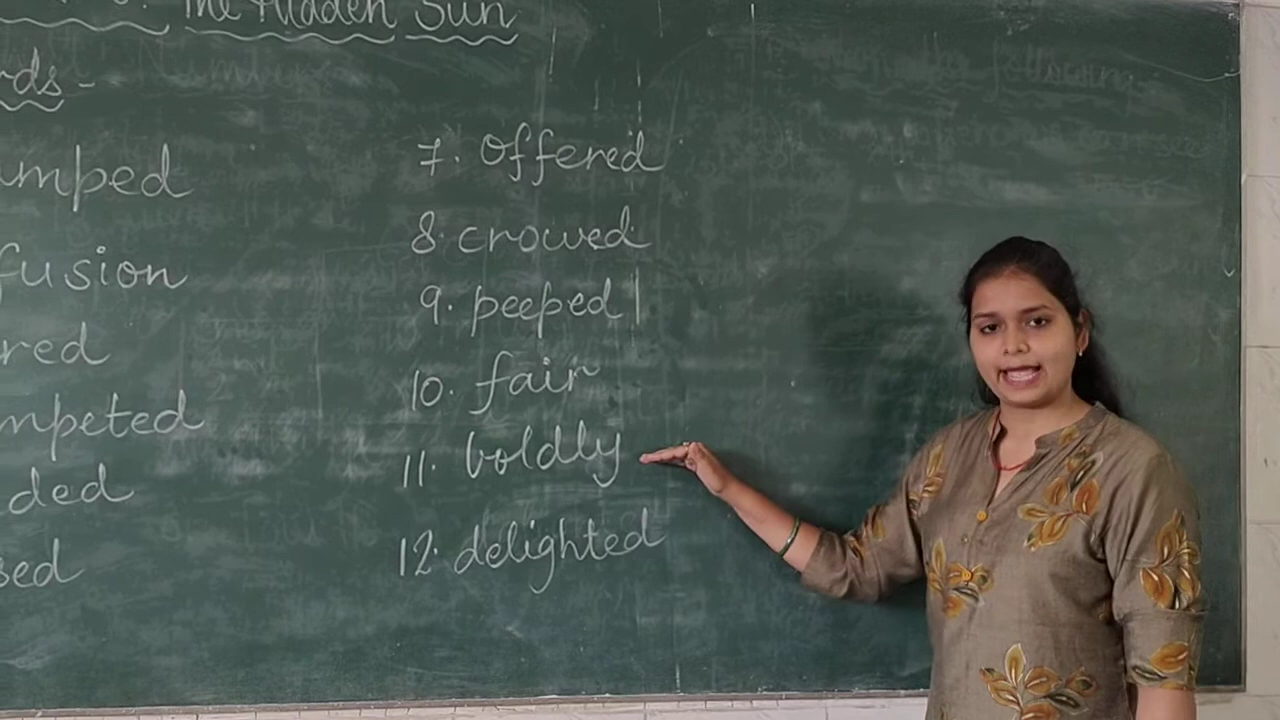 The Hidden Sun
rds -
umped
fusion
red
mpeted
ded
sed
7. offered
8. crowed
9. peeped
10. fair
11. boldly
12. delighted